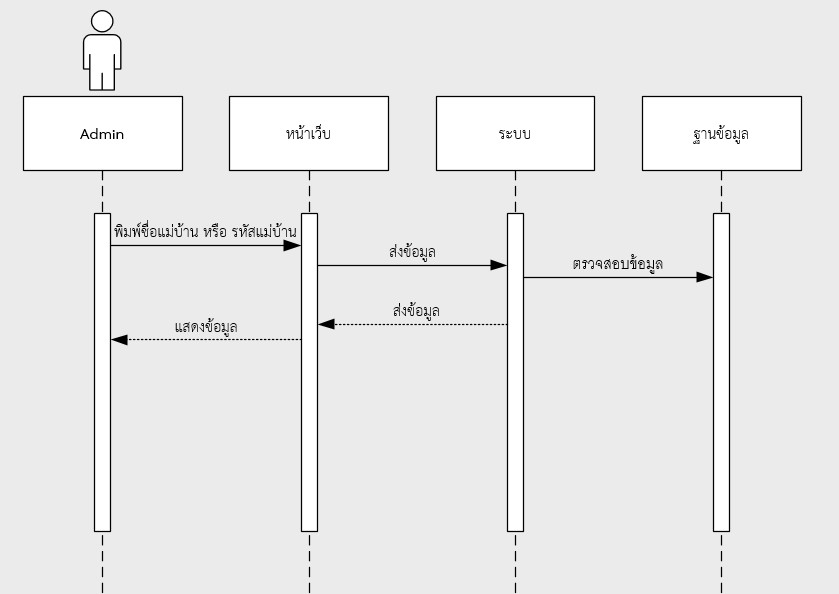 Admin
หน้าเว็บ
ระบบ
ฐานข้อมูล
พิมพ์ชื่อแม่บ้าน หรือ รหัสแม่บ้าน
ส่งข้อมูล
ตรวจสอบข้อมูล
ส่งข้อมูล
แสดงข้อมูล